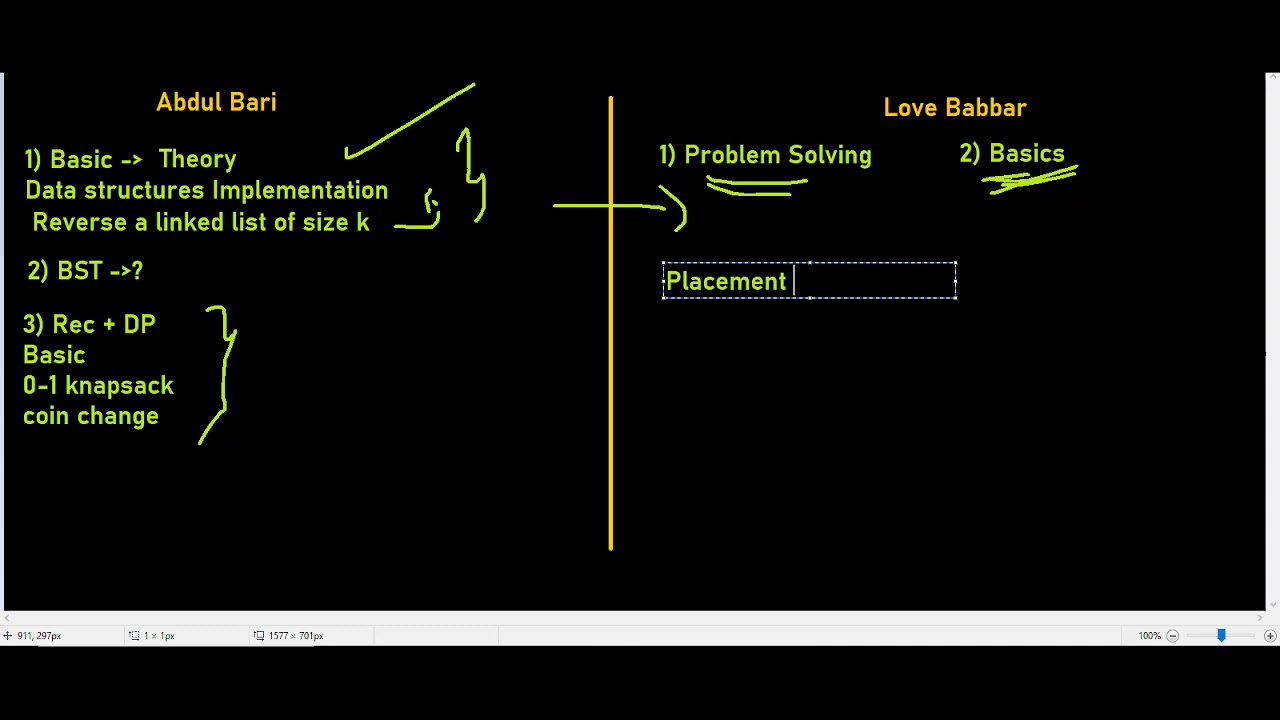 Abdul Bari
1) Basic -> Theory
Data structures Implementation
Reverse a linked list of size k
2) BST ->?
3) Rec + DP
Basic
0-1 knapsack
coin change
Love Babbar
1) Problem Solving 2) Basics
Placement
911, 297px 1 × 1px 1577 × 701px 100%